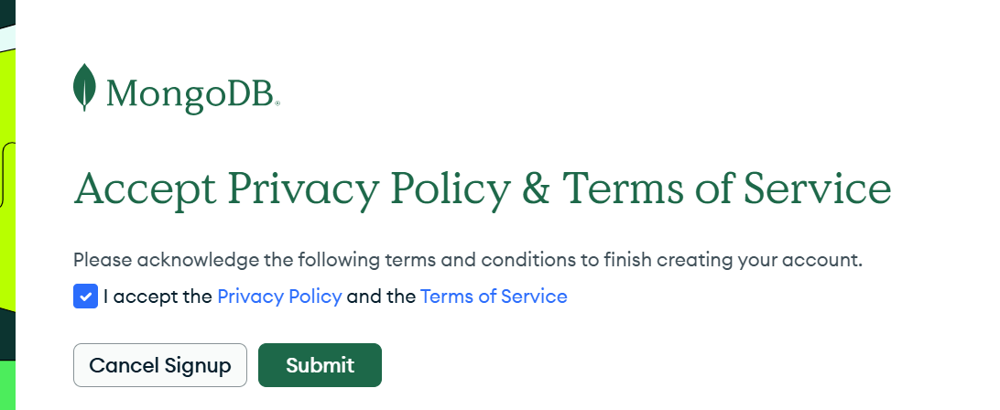 MongoDB®
Accept Privacy Policy & Terms of Service
Please acknowledge the following terms and conditions to finish creating your account.
I accept the Privacy Policy and the Terms of Service
Cancel Signup Submit